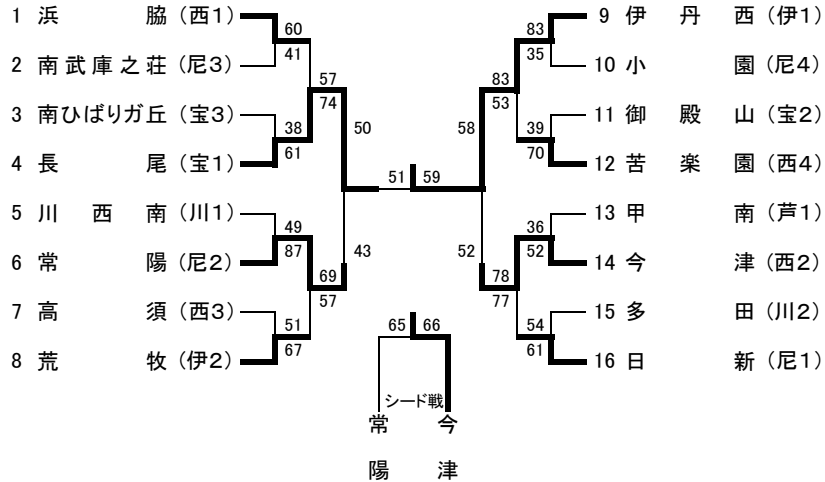 1 浜脇（西1）
60
41
2 南武庫之荘（尼3）
57
74
3 南ひばりガ丘（宝3）
38
61
4 長尾（宝1）
50
43
5 川西南（川1）
49
87
6 常陽（尼2）
69
57
7 高須（西3）
51
67
8 荒牧（伊2）
51 59
9 伊丹西（伊1）
83
35
10 小園（尼4）
83
53
11 御殿山（宝2）
39
70
12 苦楽園（西4）
58
52
13 甲南（芦1）
36
52
14 今津（西2）
78
77
15 多田（川2）
54
61
16 日新（尼1）
65 66
シード戦
常陽
今津